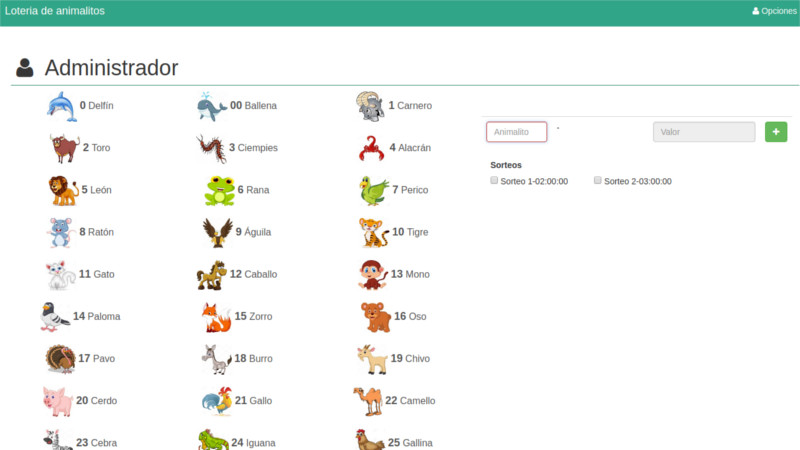 Loteria de animalitos
Opciones
Administrador
0 Delfín
00 Ballena
1 Carnero
2 Toro
3 Ciempies
4 Alacrán
5 León
6 Rana
7 Perico
8 Ratón
9 Águila
10 Tigre
11 Gato
12 Caballo
13 Mono
14 Paloma
15 Zorro
16 Oso
17 Pavo
18 Burro
19 Chivo
20 Cerdo
21 Gallo
22 Camello
23 Cebra
24 Iguana
25 Gallina
Animalito
-
Valor
+
Sorteos
Sorteo 1-02:00:00
Sorteo 2-03:00:00